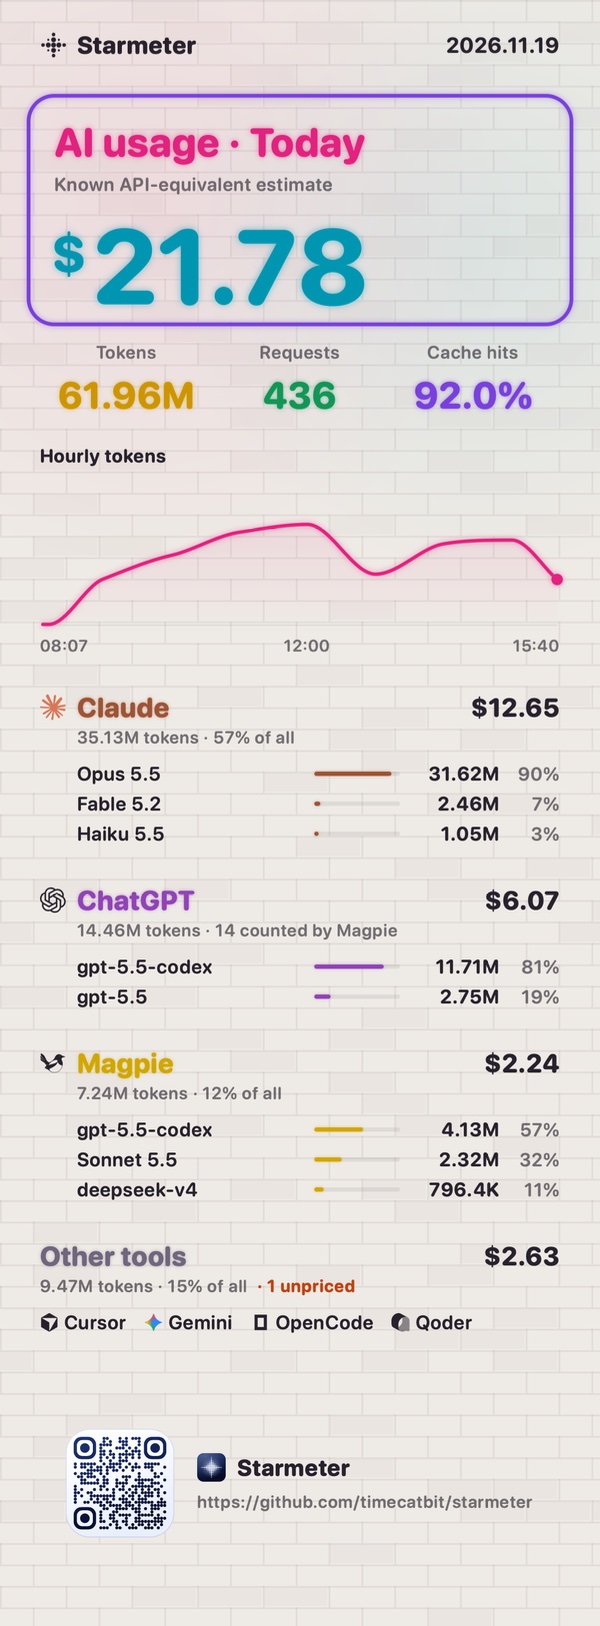 Starmeter
2026.11.19
AI usage · Today
Known API-equivalent estimate
$21.78
Tokens Requests Cache hits
61.96M 436 92.0%
Hourly tokens
08:07 12:00 15:40
Claude $12.65
35.13M tokens · 57% of all
Opus 5.5 31.62M 90%
Fable 5.2 2.46M 7%
Haiku 5.5 1.05M 3%
ChatGPT $6.07
14.46M tokens · 14 counted by Magpie
gpt-5.5-codex 11.71M 81%
gpt-5.5 2.75M 19%
Magpie $2.24
7.24M tokens · 12% of all
gpt-5.5-codex 4.13M 57%
Sonnet 5.5 2.32M 32%
deepseek-v4 796.4K 11%
Other tools $2.63
9.47M tokens · 15% of all · 1 unpriced
Cursor Gemini OpenCode Qoder
Starmeter
https://github.com/timecatbit/starmeter